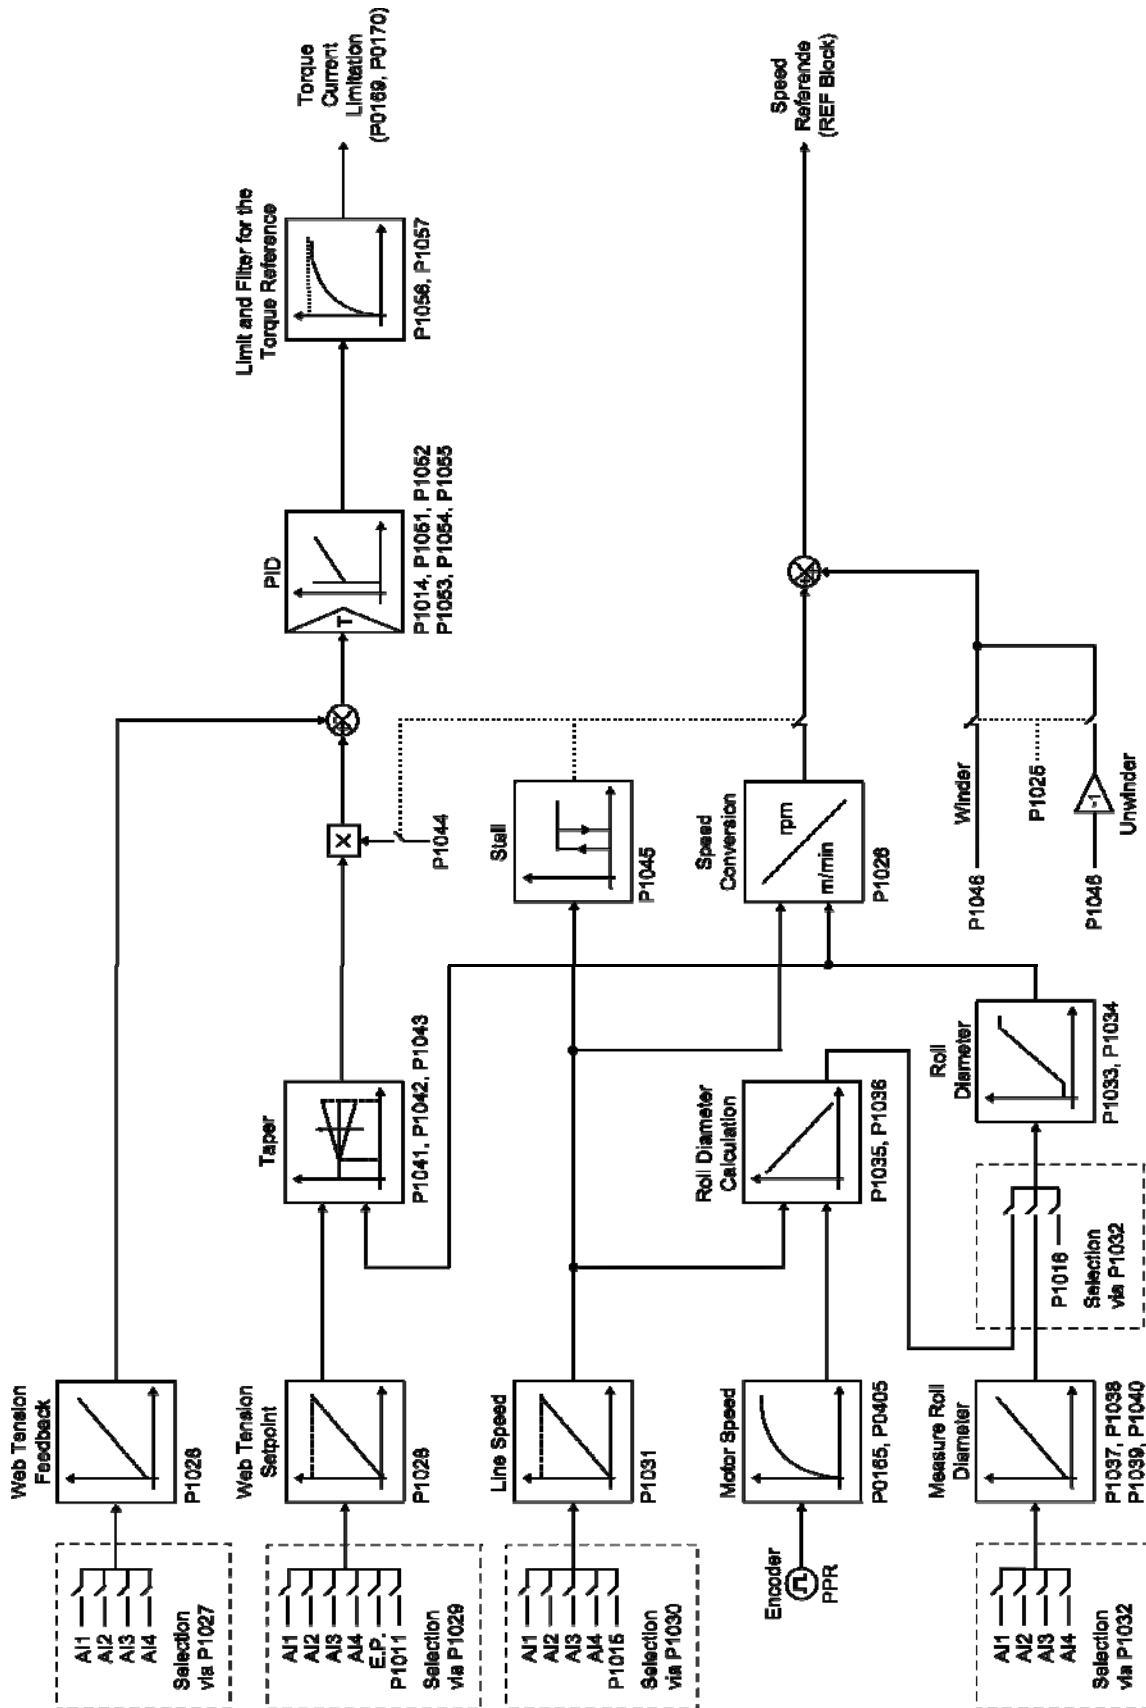 Web Tension
Feedback
P1026
AI1
AI2
AI3
AI4
Selection
via P1027
Web Tension
Setpoint
P1028
AI1
AI2
AI3
AI4
E.P.
P1011
Selection
via P1029
Taper
P1041, P1042, P1043
X
P1044
PID
T
P1014, P1051, P1052
P1053, P1054, P1055
Limit and Filter for the
Torque Reference
P1056, P1057
Torque
Current
Limitation
(P0169, P0170)
Line Speed
P1031
AI1
AI2
AI3
AI4
P1015
Selection
via P1030
Stall
P1045
Motor Speed
P0165, P0405
Encoder
PPR
Roll Diameter
Calculation
P1035, P1036
Speed
Conversion
rpm
m/min
P1026
Speed
Referende
(REF Block)
Measure Roll
Diameter
P1037, P1038
P1039, P1040
AI1
AI2
AI3
AI4
Selection
via P1032
P1016
Selection
via P1032
Roll
Diameter
P1033, P1034
Winder
P1046
P1025
P1046
-1
Unwinder